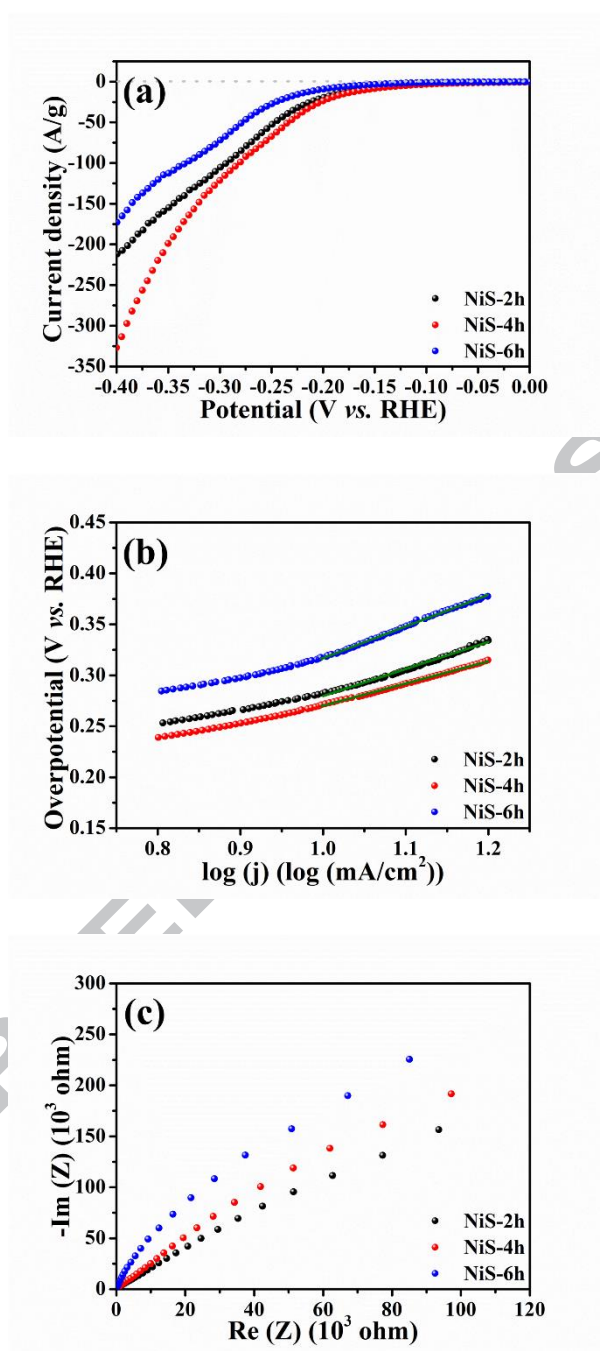 (a)
Current density (A/g)
0
-50
-100
-150
-200
-250
-300
-350
NiS-2h
NiS-4h
NiS-6h
-0.40 -0.35 -0.30 -0.25 -0.20 -0.15 -0.10 -0.05 0.00
Potential (V vs. RHE)
(b)
Overpotential (V vs. RHE)
0.45
0.40
0.35
0.30
0.25
0.20
0.15
NiS-2h
NiS-4h
NiS-6h
0.8 0.9 1.0 1.1 1.2
log (j) (log (mA/cm²))
(c)
-Im (Z) (10³ ohm)
300
250
200
150
100
50
0
NiS-2h
NiS-4h
NiS-6h
0 20 40 60 80 100 120
Re (Z) (10³ ohm)